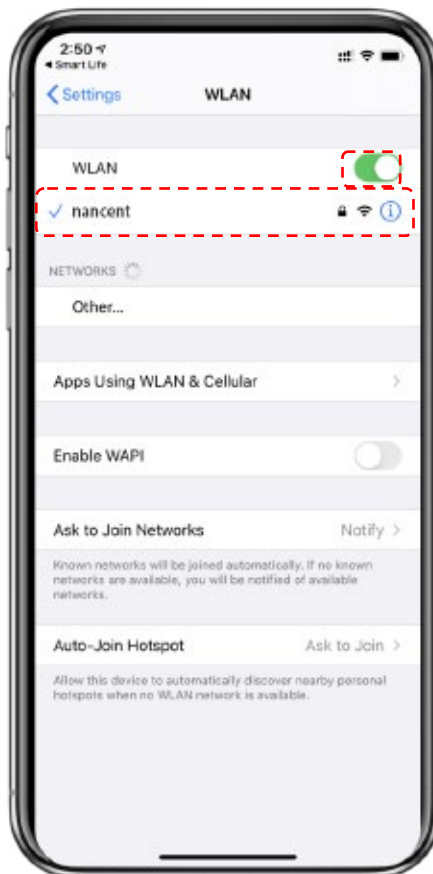 2:50
Smart Life
Settings
WLAN
WLAN
nancent
NETWORKS
Other...
Apps Using WLAN & Cellular
Enable WAPI
Ask to Join Networks
Notify
Known networks will be joined automatically. If no known
networks are available, you will be notified of available
networks.
Auto-Join Hotspot
Ask to Join
Allow this device to automatically discover nearby personal
hotspots when no WLAN network is available.